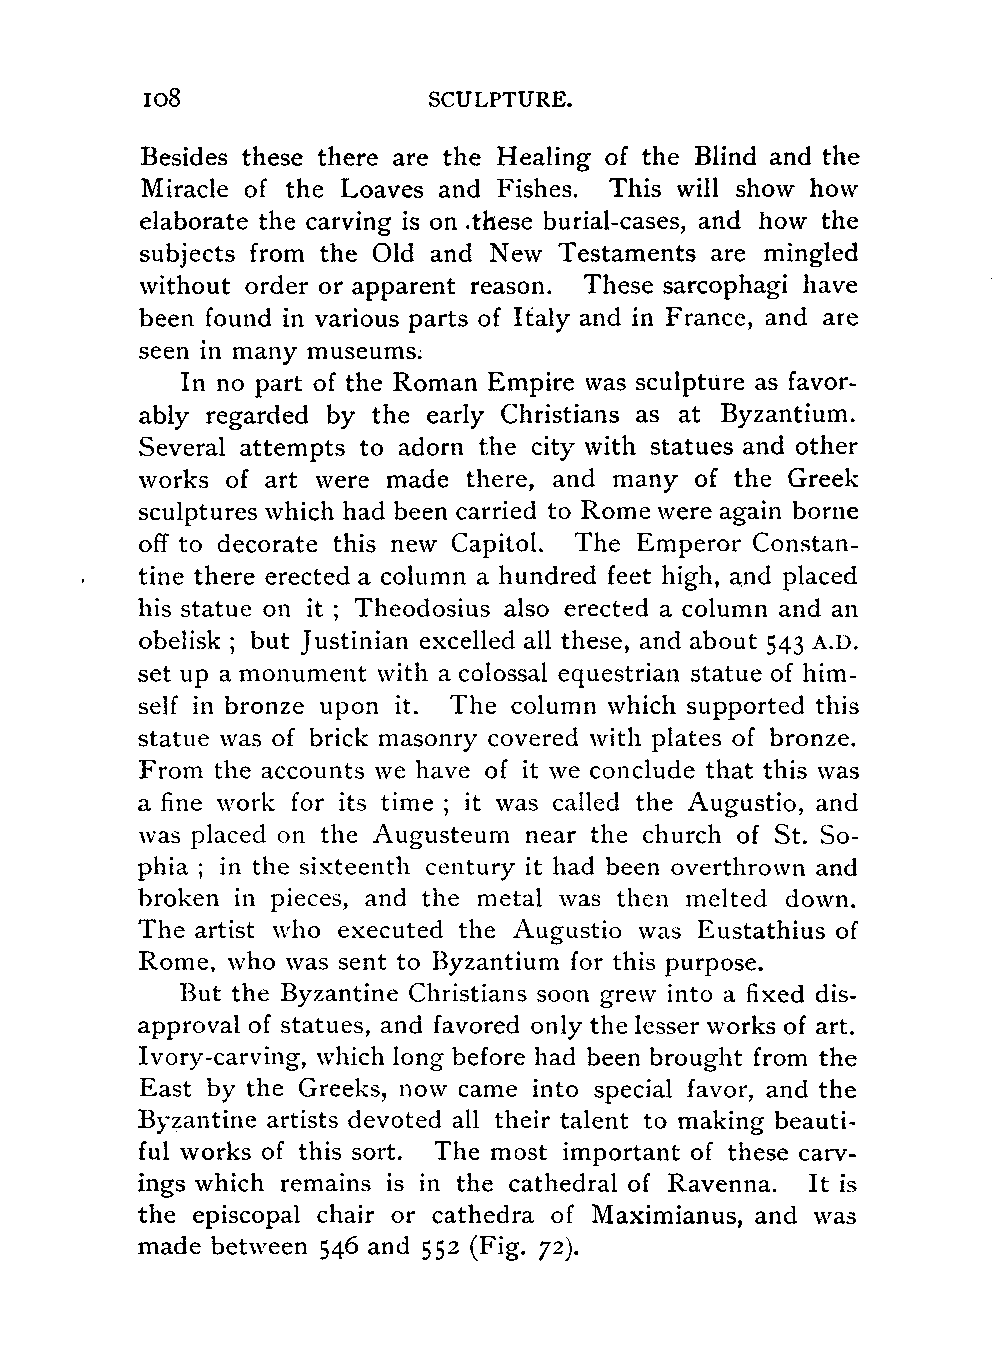 108 SCULPTURE.
Besides these there are the Healing of the Blind and the
Miracle of the Loaves and Fishes. This will show how
elaborate the carving is on .these burial-cases, and how the
subjects from the Old and New Testaments are mingled
without order or apparent reason. These sarcophagi have
been found in various parts of Italy and in France, and are
seen in many museums.
In no part of the Roman Empire was sculpture as favor-
ably regarded by the early Christians as at Byzantium.
Several attempts to adorn the city with statues and other
works of art were made there, and many of the Greek
sculptures which had been carried to Rome were again borne
off to decorate this new Capitol. The Emperor Constan-
tine there erected a column a hundred feet high, and placed
his statue on it ; Theodosius also erected a column and an
obelisk ; but Justinian excelled all these, and about 543 A.D.
set up a monument with a colossal equestrian statue of him-
self in bronze upon it. The column which supported this
statue was of brick masonry covered with plates of bronze.
From the accounts we have of it we conclude that this was
a fine work for its time ; it was called the Augustio, and
was placed on the Augusteum near the church of St. So-
phia ; in the sixteenth century it had been overthrown and
broken in pieces, and the metal was then melted down.
The artist who executed the Augustio was Eustathius of
Rome, who was sent to Byzantium for this purpose.
But the Byzantine Christians soon grew into a fixed dis-
approval of statues, and favored only the lesser works of art.
Ivory-carving, which long before had been brought from the
East by the Greeks, now came into special favor, and the
Byzantine artists devoted all their talent to making beauti-
ful works of this sort. The most important of these carv-
ings which remains is in the cathedral of Ravenna. It is
the episcopal chair or cathedra of Maximianus, and was
made between 546 and 552 (Fig. 72).